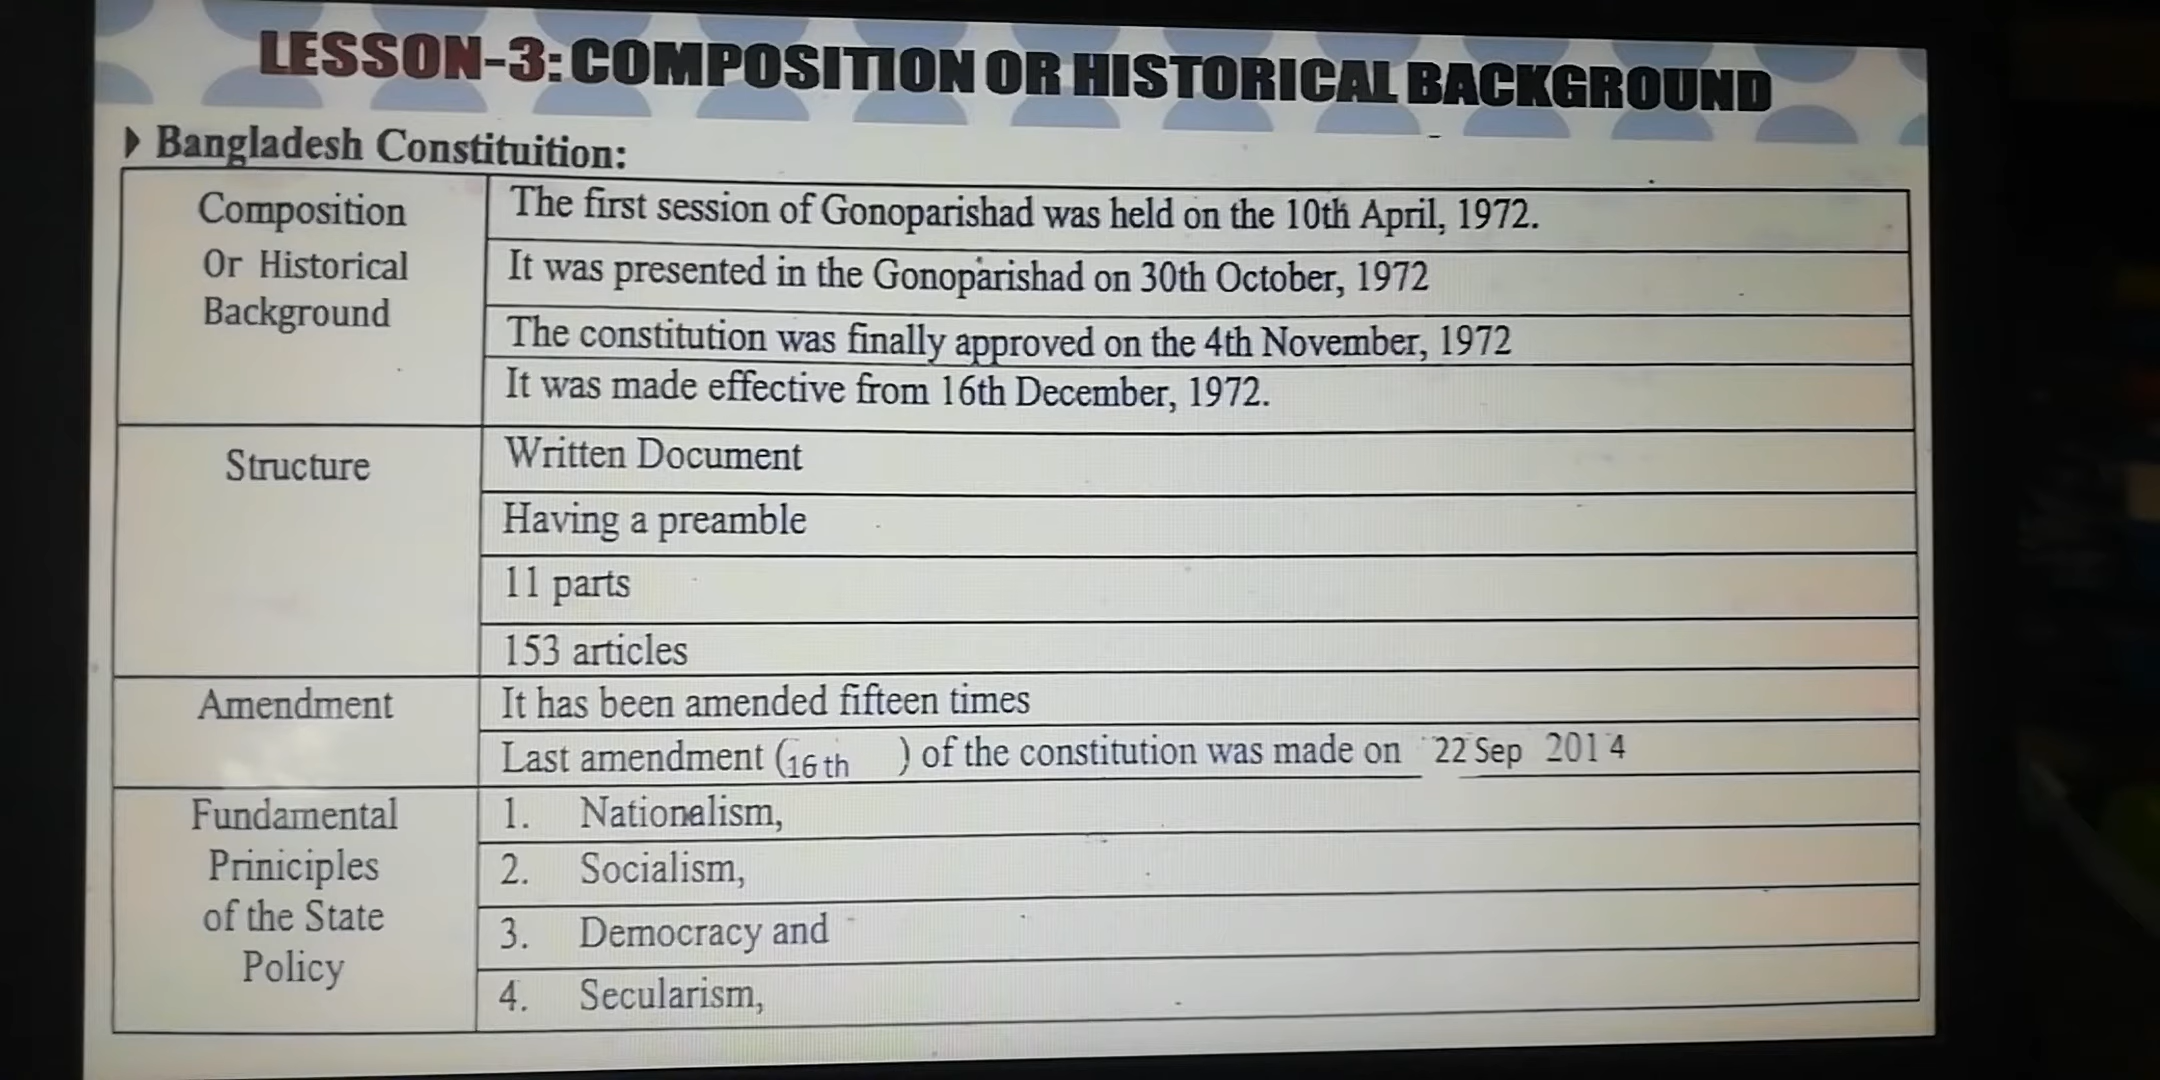 LESSON-3: COMPOSITION OR HISTORICAL BACKGROUND
Bangladesh Constituition:
Composition
Or Historical
Background
The first session of Gonoparishad was held on the 10th April, 1972.
It was presented in the Gonoparishad on 30th October, 1972
The constitution was finally approved on the 4th November, 1972
It was made effective from 16th December, 1972.
Structure
Written Document
Having a preamble
11 parts
153 articles
Amendment
It has been amended fifteen times
Last amendment (16 th ) of the constitution was made on 22 Sep 2014
Fundamental
Priniciples
of the State
Policy
1. Nationalism,
2. Socialism,
3. Democracy and
4. Secularism,